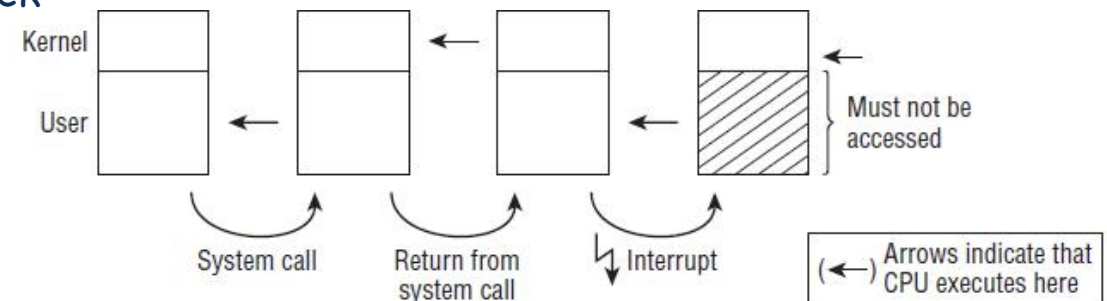 Kernel
User
Must not be
accessed
System call
Return from
system call
Interrupt
(←) Arrows indicate that
CPU executes here